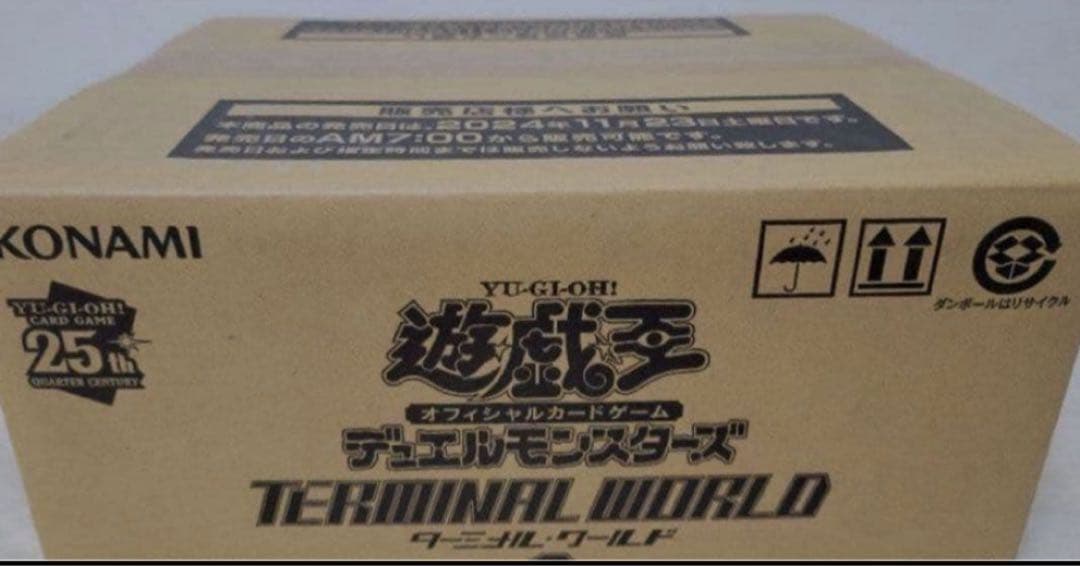 販売店様へお願い
本商品の発売日は、2024年11月23日土曜日です。
発売日のAM7:00から販売可能です。
発売日および指定時間までは販売しないようお願い致します。
KONAMI
YU-GI-OH!
CARD GAME
25th
QUARTER CENTURY
YU-GI-OH!
遊戯王
オフィシャルカードゲーム
デュエルモンスターズ
TERMINAL WORLD
ターミナル・ワールド
ダンボールはリサイクル